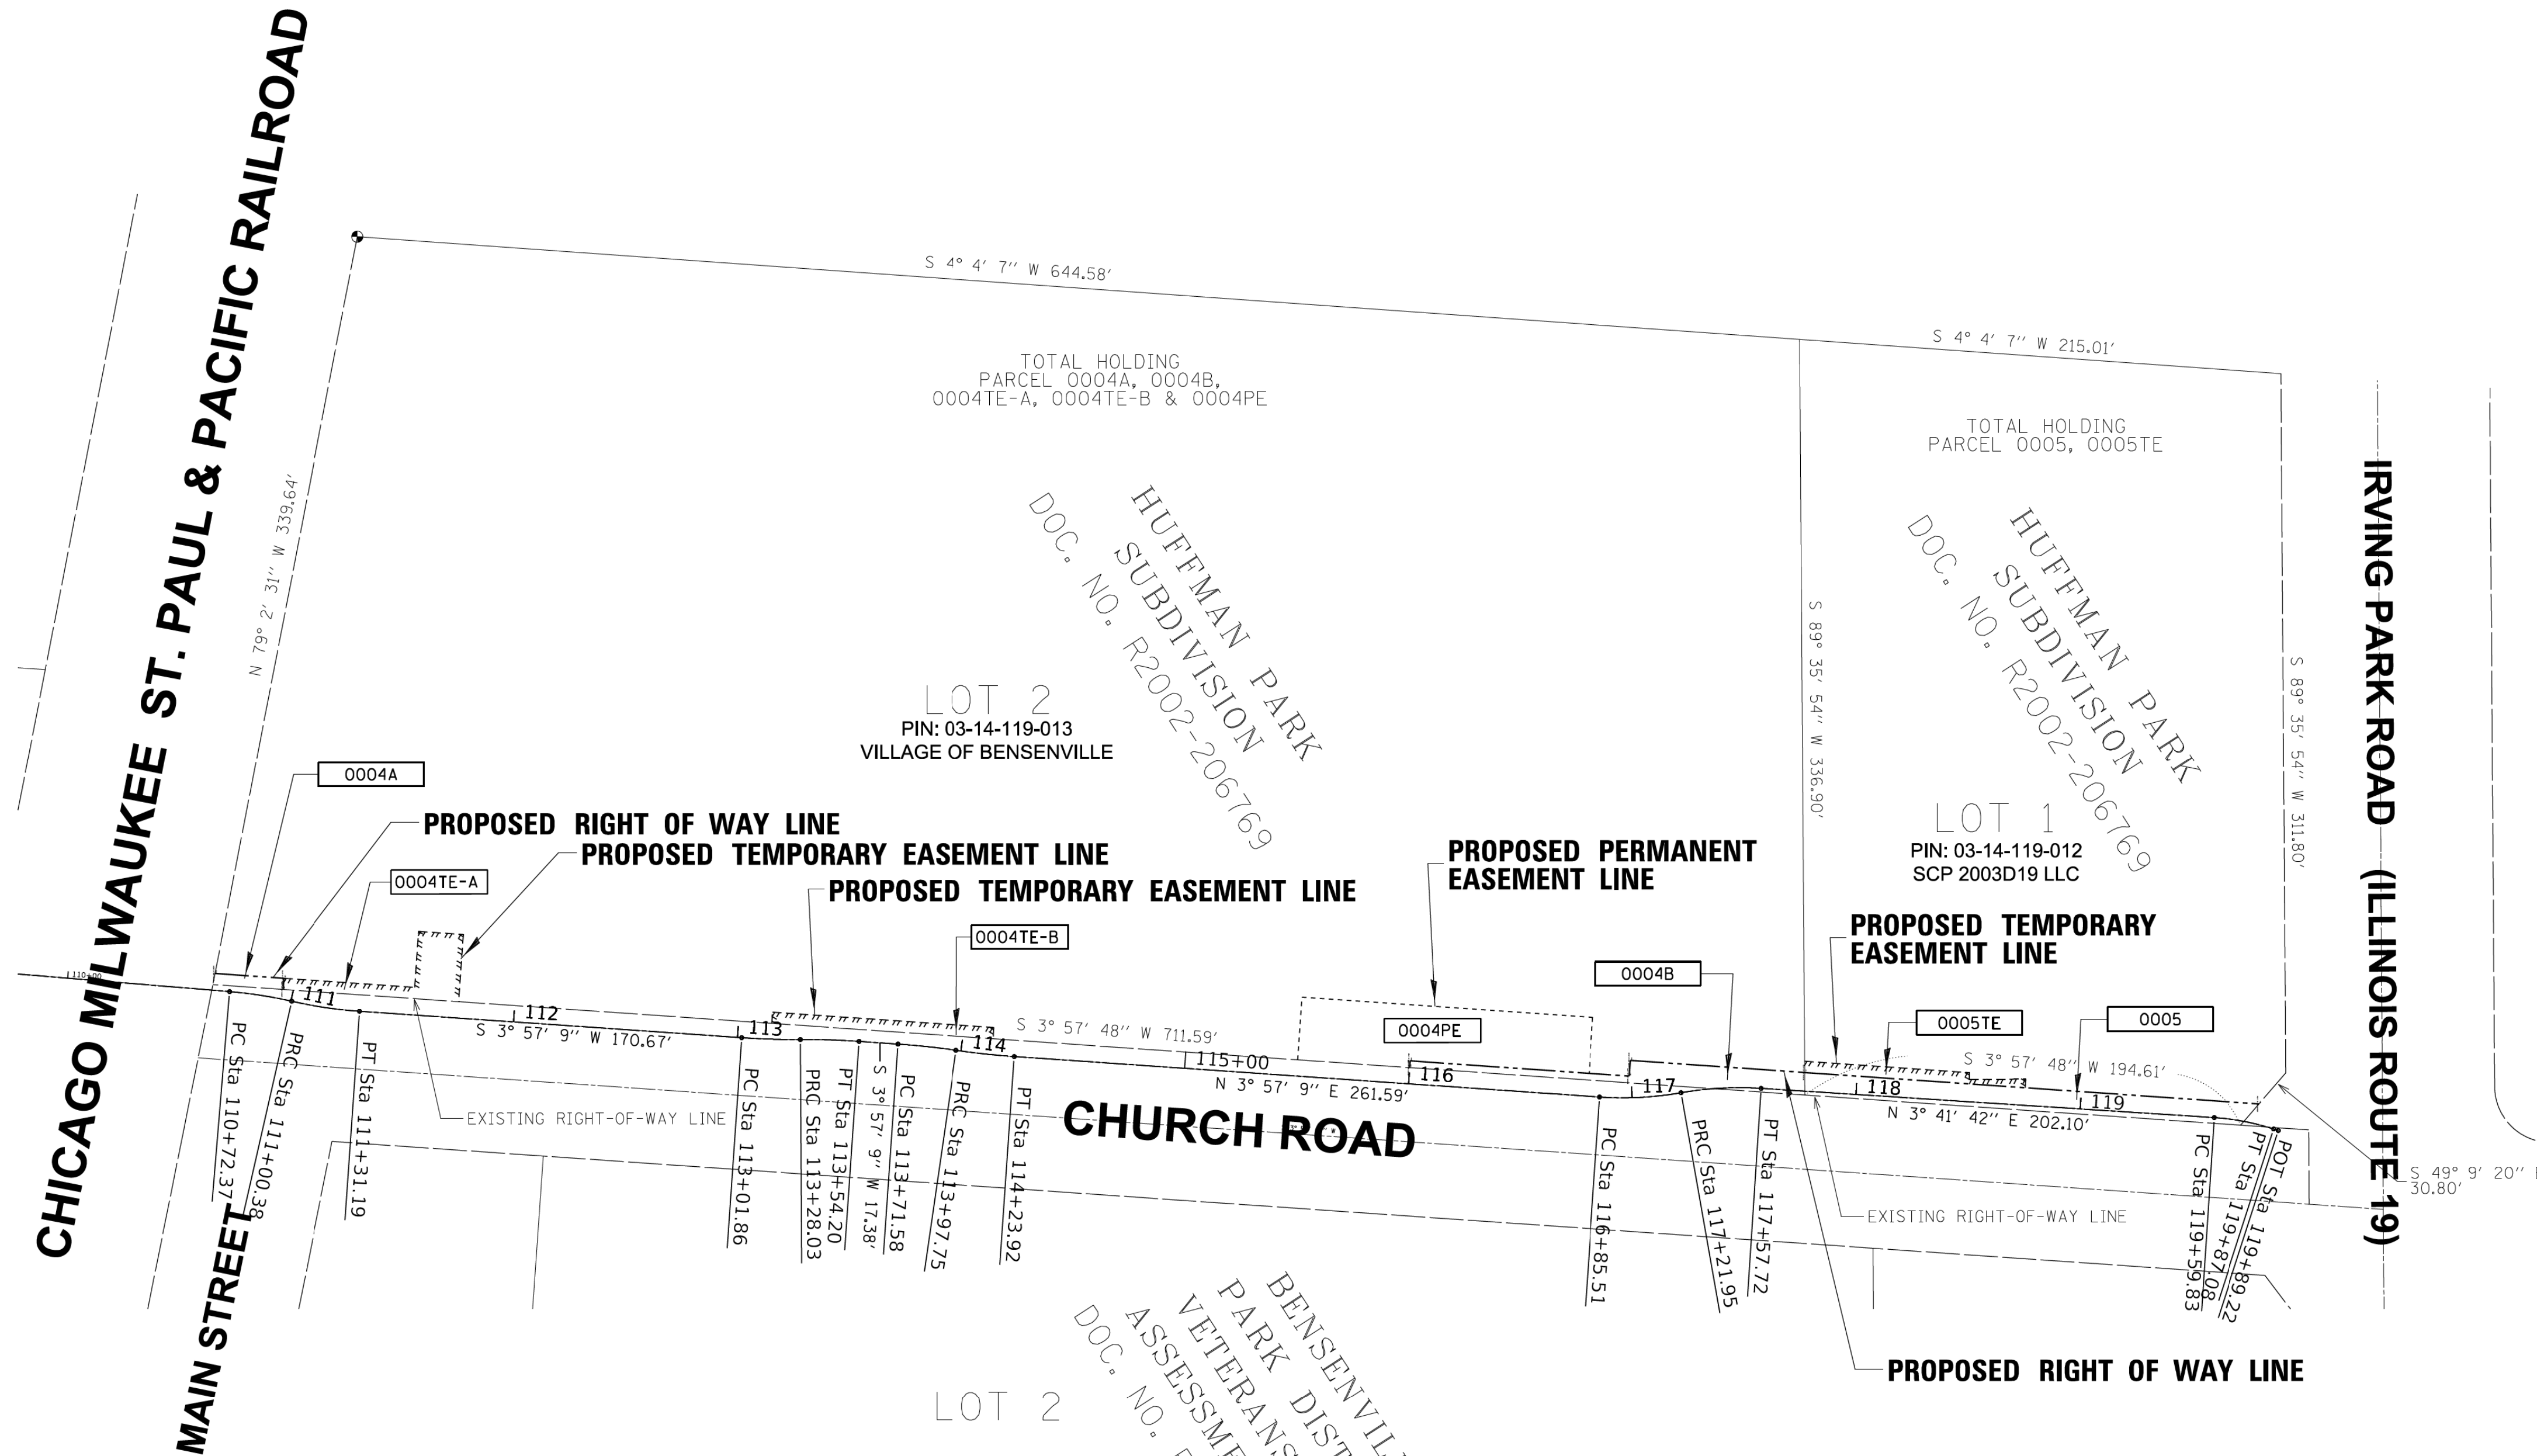 CHICAGO MILWAUKEE ST. PAUL & PACIFIC RAILROAD
S 4° 4' 7" W 644.58'
S 4° 4' 7" W 215.01'
TOTAL HOLDING
PARCEL 0004A, 0004B,
0004TE-A, 0004TE-B & 0004PE
TOTAL HOLDING
PARCEL 0005, 0005TE
N 79° 2' 31" W 339.64'
HUFFMAN PARK
SUBDIVISION
DOC. NO. R2002-206769
HUFFMAN PARK
SUBDIVISION
DOC. NO. R2002-206769
IRVING PARK ROAD (ILLINOIS ROUTE 19)
S 89° 35' 54" W 336.90'
S 89° 35' 54" W 311.80'
LOT 2
PIN: 03-14-119-013
VILLAGE OF BENSENVILLE
LOT 1
PIN: 03-14-119-012
SCP 2003D19 LLC
0004A
PROPOSED RIGHT OF WAY LINE
PROPOSED TEMPORARY EASEMENT LINE
0004TE-A
PROPOSED TEMPORARY EASEMENT LINE
0004TE-B
PROPOSED PERMANENT
EASEMENT LINE
0004PE
0004B
PROPOSED TEMPORARY
EASEMENT LINE
0005TE
0005
110+00
111
112
113
114
115+00
116
117
118
119
S 3° 57' 9" W 170.67'
S 3° 57' 48" W 711.59'
N 3° 57' 9" E 261.59'
S 3° 57' 48" W 194.61'
N 3° 41' 42" E 202.10'
S 49° 9' 20" E
30.80'
PC Sta 110+72.37
PRC Sta 111+00.38
PT Sta 111+31.19
EXISTING RIGHT-OF-WAY LINE
PC Sta 113+01.86
PRC Sta 113+28.03
PT Sta 113+54.20
S 3° 57' 9" W 17.38'
PC Sta 113+71.58
PRC Sta 113+97.75
PT Sta 114+23.92
CHURCH ROAD
PC Sta 116+85.51
PRC Sta 117+21.95
PT Sta 117+57.72
EXISTING RIGHT-OF-WAY LINE
PC Sta 119+59.83
PT Sta 119+87.08
POT Sta 119+89.22
PROPOSED RIGHT OF WAY LINE
MAIN STREET
LOT 2
BENSENVIL
PARK DIST
VETERANS
ASSESSME
DOC. NO.